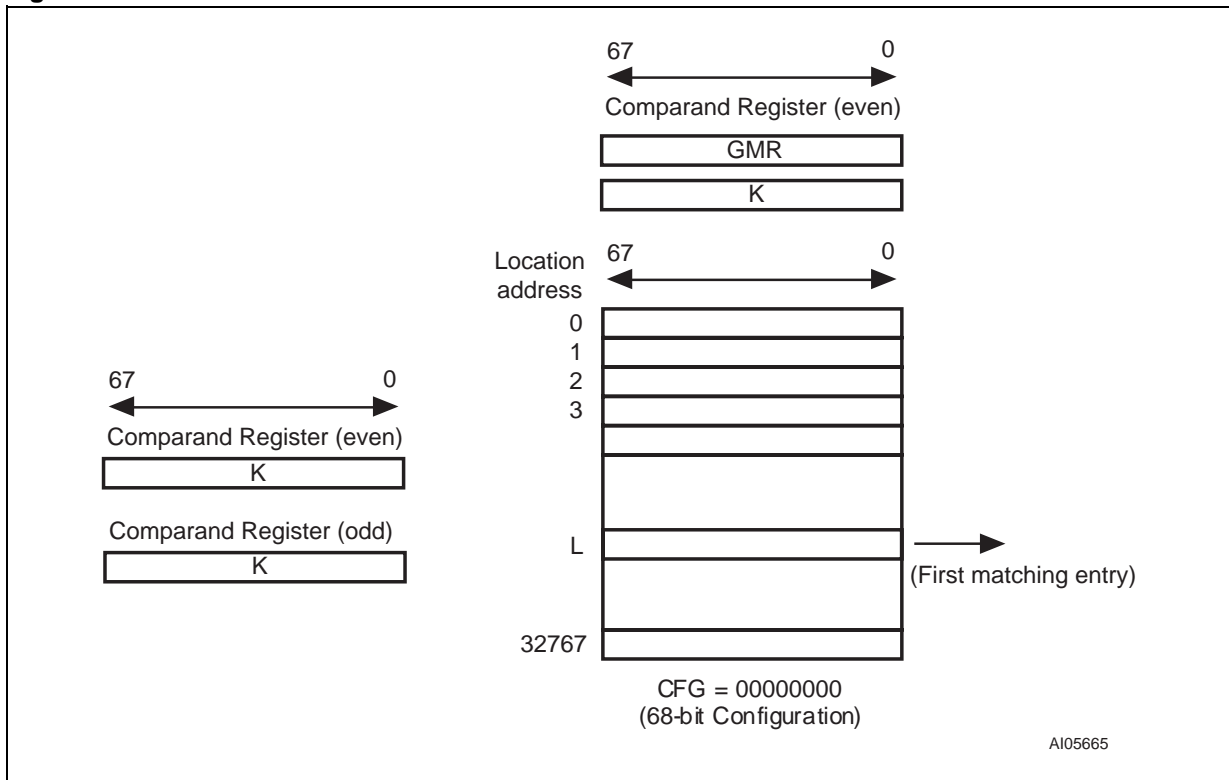 67 0
Comparand Register (even)
GMR
K
67 0
Location
address
0
1
2
3
L
(First matching entry)
32767
CFG = 00000000
(68-bit Configuration)
67 0
Comparand Register (even)
K
Comparand Register (odd)
K
AI05665